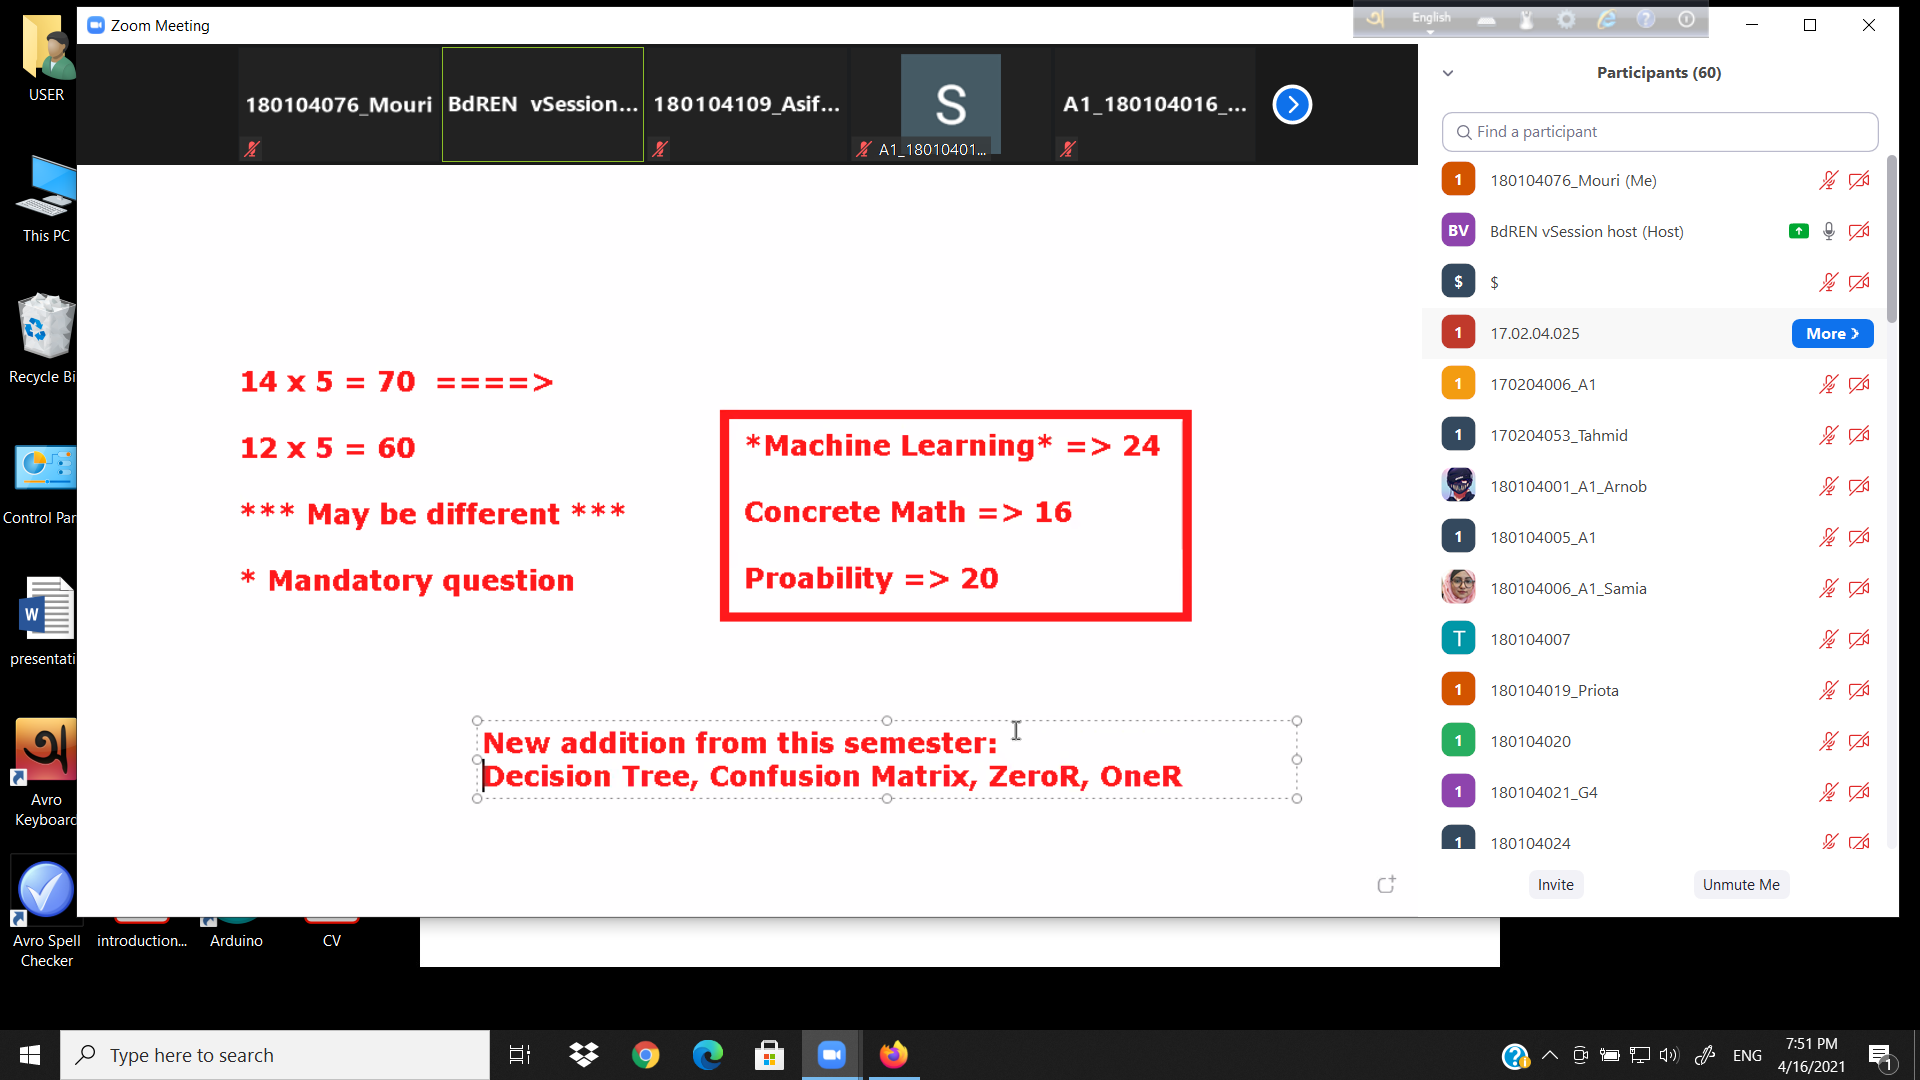 USER
This PC
Recycle Bi
Control Par
presentati
Avro
Keyboard
Avro Spell
Checker
introduction...
Arduino
CV
Zoom Meeting
English
180104076_Mouri
BdREN vSession...
180104109_Asif...
S
A1_18010401...
A1_180104016_...
14 x 5 = 70 ====>
12 x 5 = 60
*** May be different ***
* Mandatory question
*Machine Learning* => 24
Concrete Math => 16
Proability => 20
New addition from this semester:
Decision Tree, Confusion Matrix, ZeroR, OneR
Participants (60)
Find a participant
1 180104076_Mouri (Me)
BV BdREN vSession host (Host)
$ $
1 17.02.04.025 More
1 170204006_A1
1 170204053_Tahmid
180104001_A1_Arnob
1 180104005_A1
180104006_A1_Samia
T 180104007
1 180104019_Priota
1 180104020
1 180104021_G4
1 180104024
Invite
Unmute Me
Type here to search
ENG
7:51 PM
4/16/2021
1